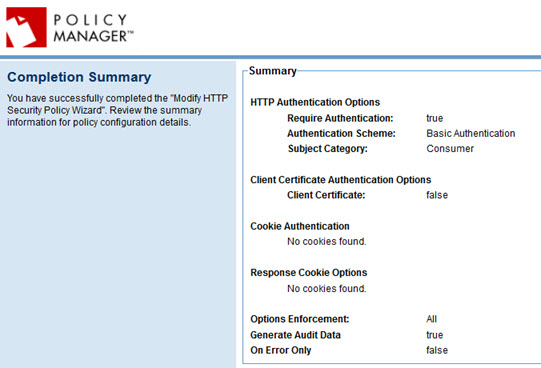 POLICY
MANAGER™
Completion Summary
You have successfully completed the "Modify HTTP
Security Policy Wizard". Review the summary
information for policy configuration details.
Summary
HTTP Authentication Options
Require Authentication: true
Authentication Scheme: Basic Authentication
Subject Category: Consumer
Client Certificate Authentication Options
Client Certificate: false
Cookie Authentication
No cookies found.
Response Cookie Options
No cookies found.
Options Enforcement: All
Generate Audit Data true
On Error Only false